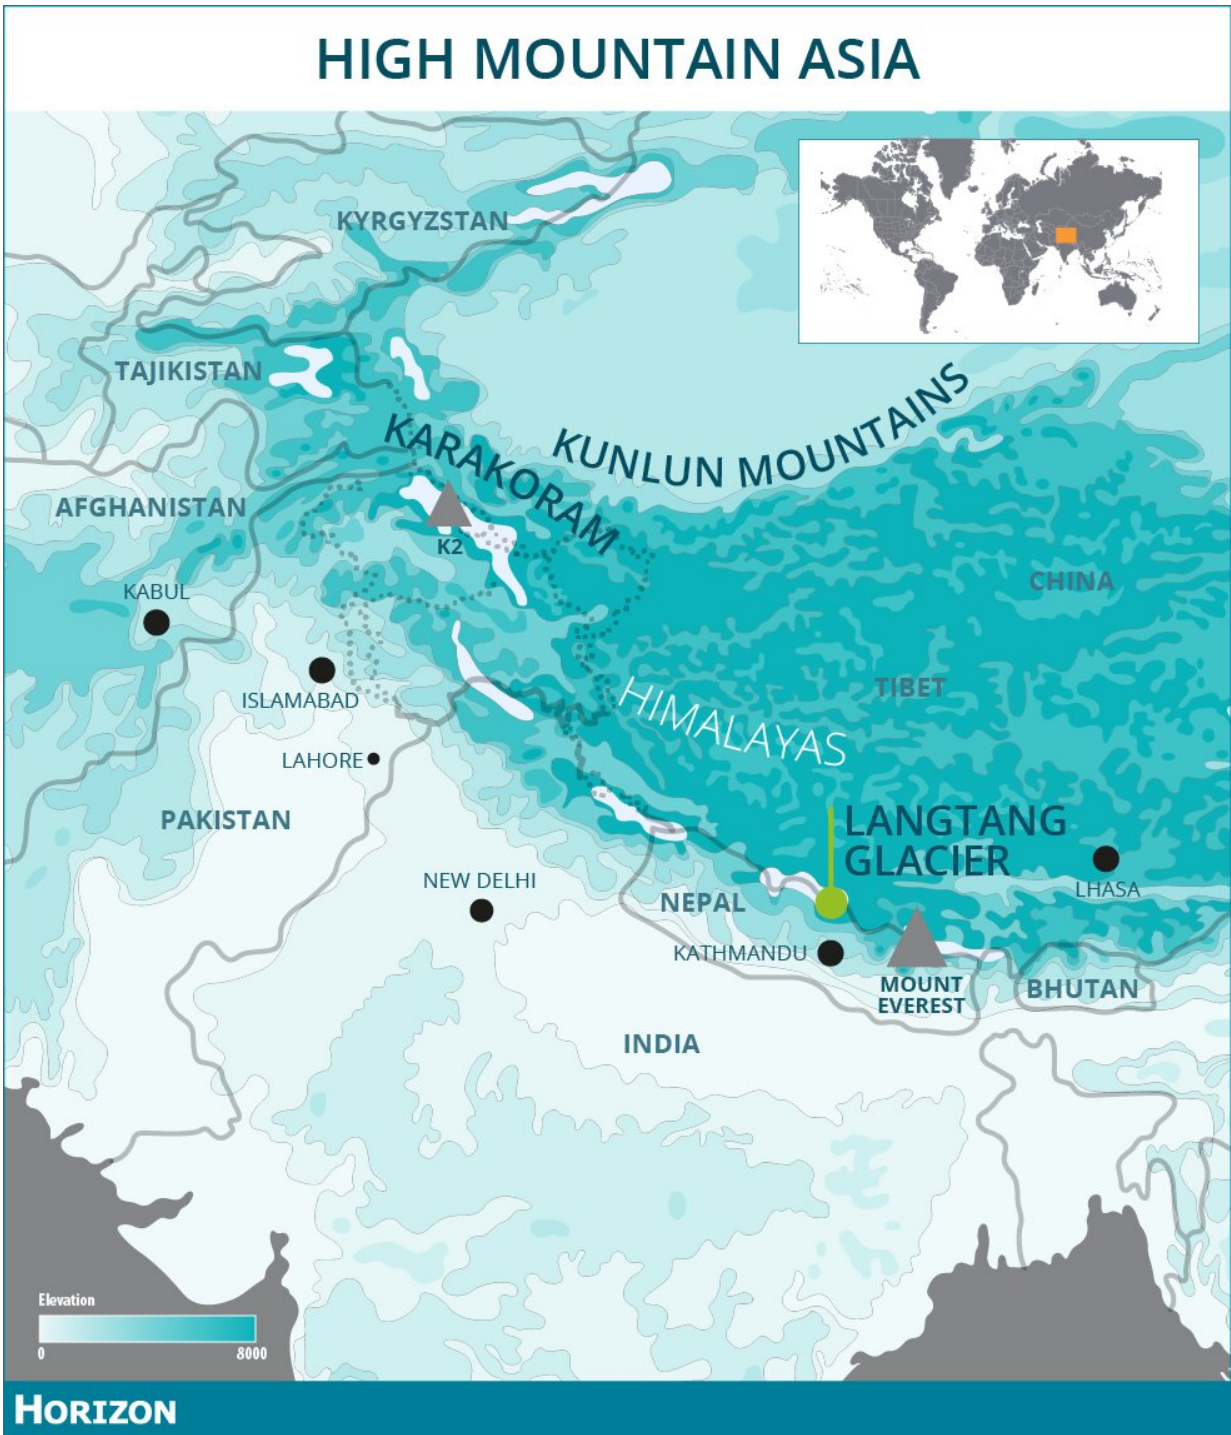 HIGH MOUNTAIN ASIA
KYRGYZSTAN
TAJIKISTAN
KARAKORAM
KUNLUN MOUNTAINS
AFGHANISTAN
K2
CHINA
KABUL
TIBET
ISLAMABAD
HIMALAYAS
LAHORE
PAKISTAN
LANGTANG
GLACIER
LHASA
NEW DELHI
NEPAL
KATHMANDU
MOUNT
EVEREST
BHUTAN
INDIA
Elevation
0 8000
HORIZON